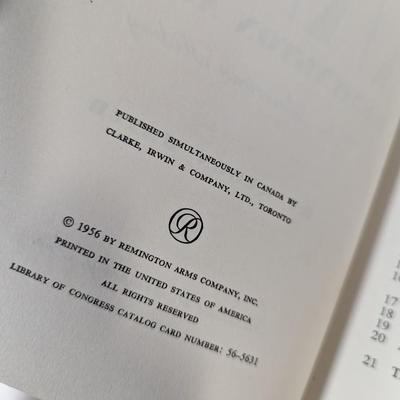 PUBLISHED SIMULTANEOUSLY IN CANADA BY
CLARKE, IRWIN & COMPANY, LTD., TORONTO
R
© 1956 BY REMINGTON ARMS COMPANY, INC.
PRINTED IN THE UNITED STATES OF AMERICA
ALL RIGHTS RESERVED
LIBRARY OF CONGRESS CATALOG CARD NUMBER: 56-5631
16
17
18
19
20
21 T